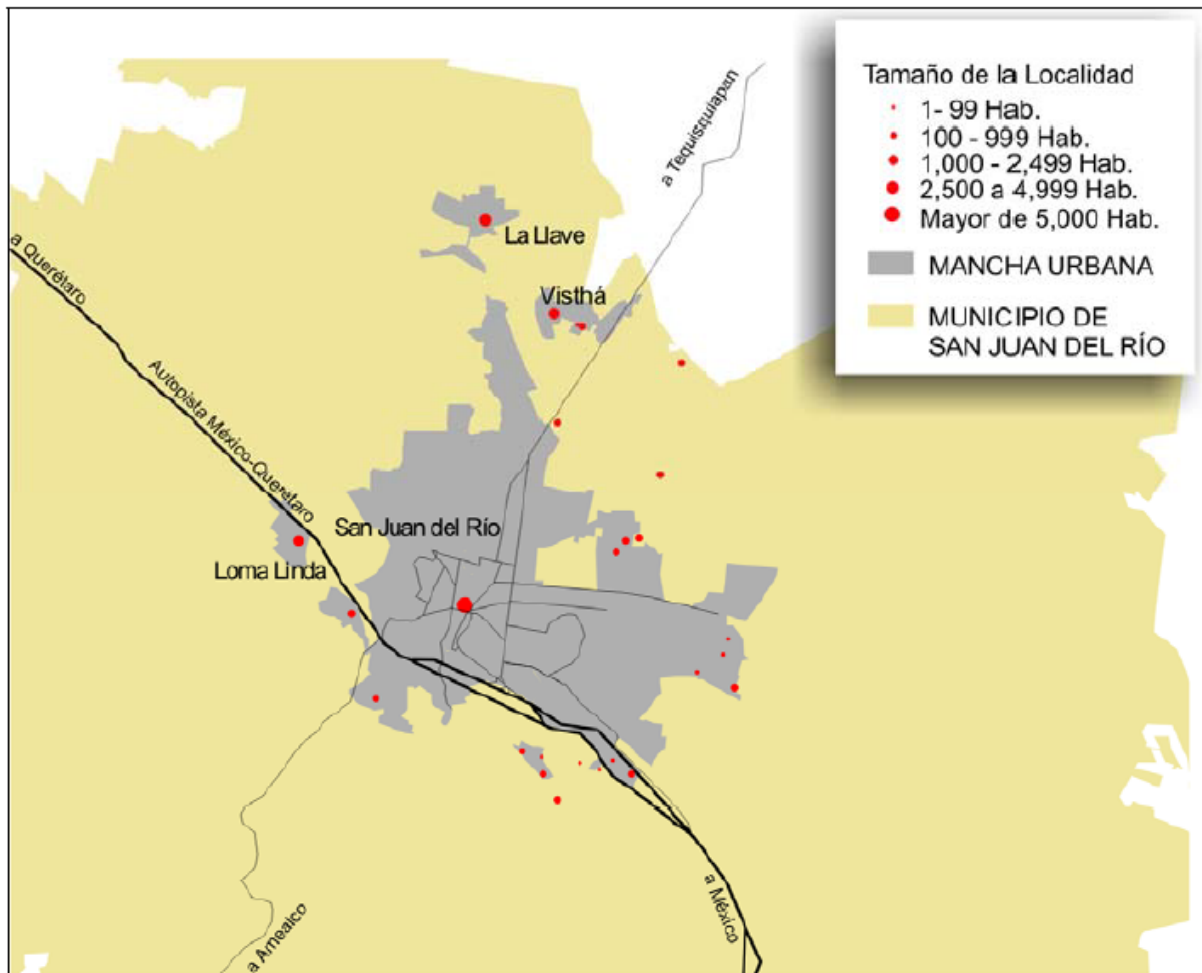 Tamaño de la Localidad
1- 99 Hab.
100 - 999 Hab.
1,000 - 2,499 Hab.
2,500 a 4,999 Hab.
Mayor de 5,000 Hab.
MANCHA URBANA
MUNICIPIO DE
SAN JUAN DEL RÍO
a Tequisquiapan
La Llave
a Querétaro
Visthá
Autopista México-Querétaro
San Juan del Río
Loma Linda
a México
a Amealco